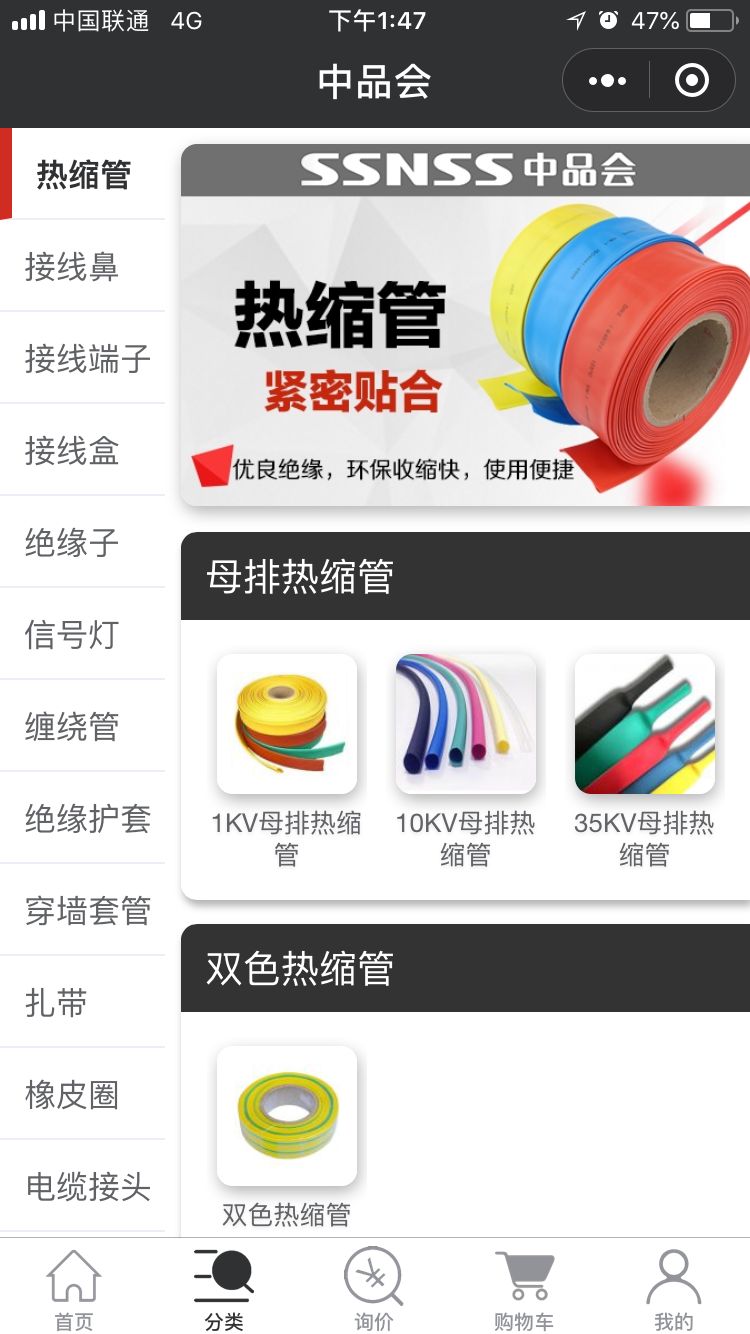 中国联通 4G 下午1:47 47%
中品会
热缩管
接线鼻
接线端子
接线盒
绝缘子
信号灯
缠绕管
绝缘护套
穿墙套管
扎带
橡皮圈
电缆接头
SSNSS中品会
热缩管
紧密贴合
优良绝缘，环保收缩快，使用便捷
母排热缩管
1KV母排热缩
管
10KV母排热
缩管
35KV母排热
缩管
双色热缩管
双色热缩管
首页 分类 询价 购物车 我的